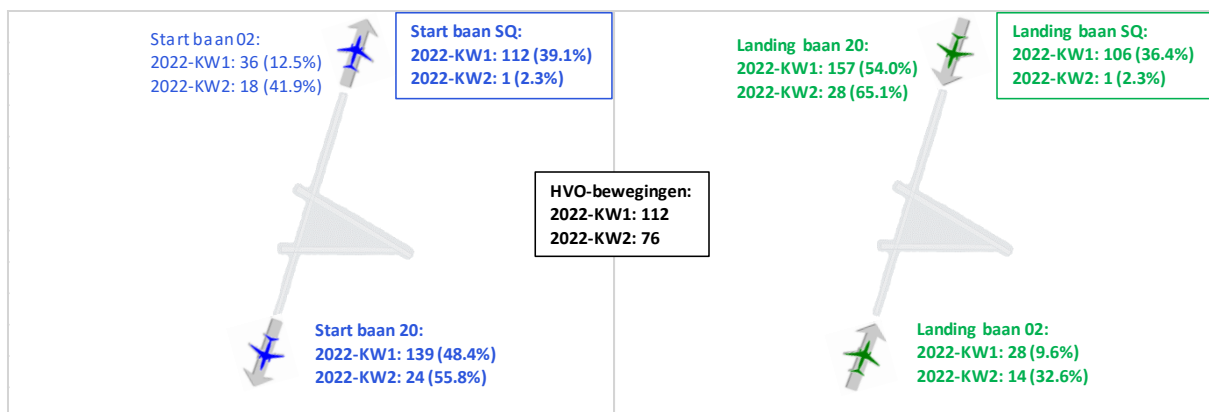 Start baan 02:
2022-KW1: 36 (12.5%)
2022-KW2: 18 (41.9%)
Start baan SQ:
2022-KW1: 112 (39.1%)
2022-KW2: 1 (2.3%)
Landing baan 20:
2022-KW1: 157 (54.0%)
2022-KW2: 28 (65.1%)
Landing baan SQ:
2022-KW1: 106 (36.4%)
2022-KW2: 1 (2.3%)
HVO-bewegingen:
2022-KW1: 112
2022-KW2: 76
Start baan 20:
2022-KW1: 139 (48.4%)
2022-KW2: 24 (55.8%)
Landing baan 02:
2022-KW1: 28 (9.6%)
2022-KW2: 14 (32.6%)